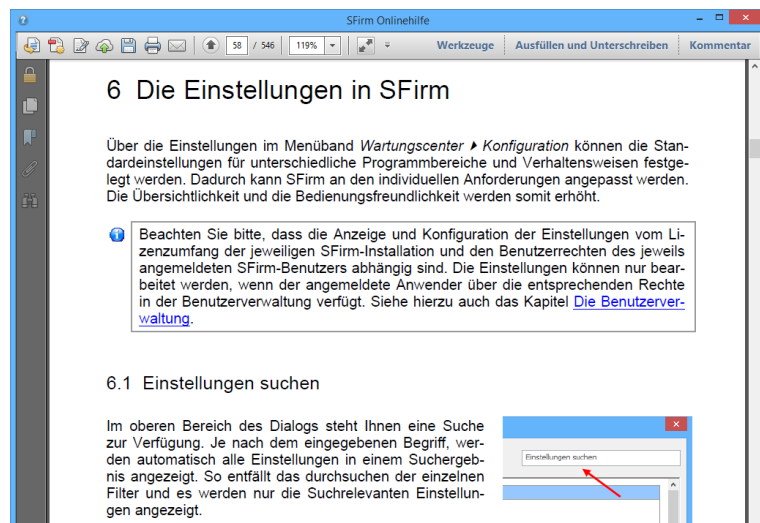 SFirm Onlinehilfe
58 / 546 119% Werkzeuge Ausfüllen und Unterschreiben Kommentar
6 Die Einstellungen in SFirm
Über die Einstellungen im Menüband Wartungscenter ▶ Konfiguration können die Stan-
dardeinstellungen für unterschiedliche Programmbereiche und Verhaltensweisen festge-
legt werden. Dadurch kann SFirm an den individuellen Anforderungen angepasst werden.
Die Übersichtlichkeit und die Bedienungsfreundlichkeit werden somit erhöht.
Beachten Sie bitte, dass die Anzeige und Konfiguration der Einstellungen vom Li-
zenzumfang der jeweiligen SFirm-Installation und den Benutzerrechten des jeweils
angemeldeten SFirm-Benutzers abhängig sind. Die Einstellungen können nur bear-
beitet werden, wenn der angemeldete Anwender über die entsprechenden Rechte
in der Benutzerverwaltung verfügt. Siehe hierzu auch das Kapitel Die Benutzerver-
waltung.
6.1 Einstellungen suchen
Im oberen Bereich des Dialogs steht Ihnen eine Suche
zur Verfügung. Je nach dem eingegebenen Begriff, wer-
den automatisch alle Einstellungen in einem Suchergeb-
nis angezeigt. So entfällt das durchsuchen der einzelnen
Filter und es werden nur die Suchrelevanten Einstellun-
gen angezeigt.
Einstellungen suchen